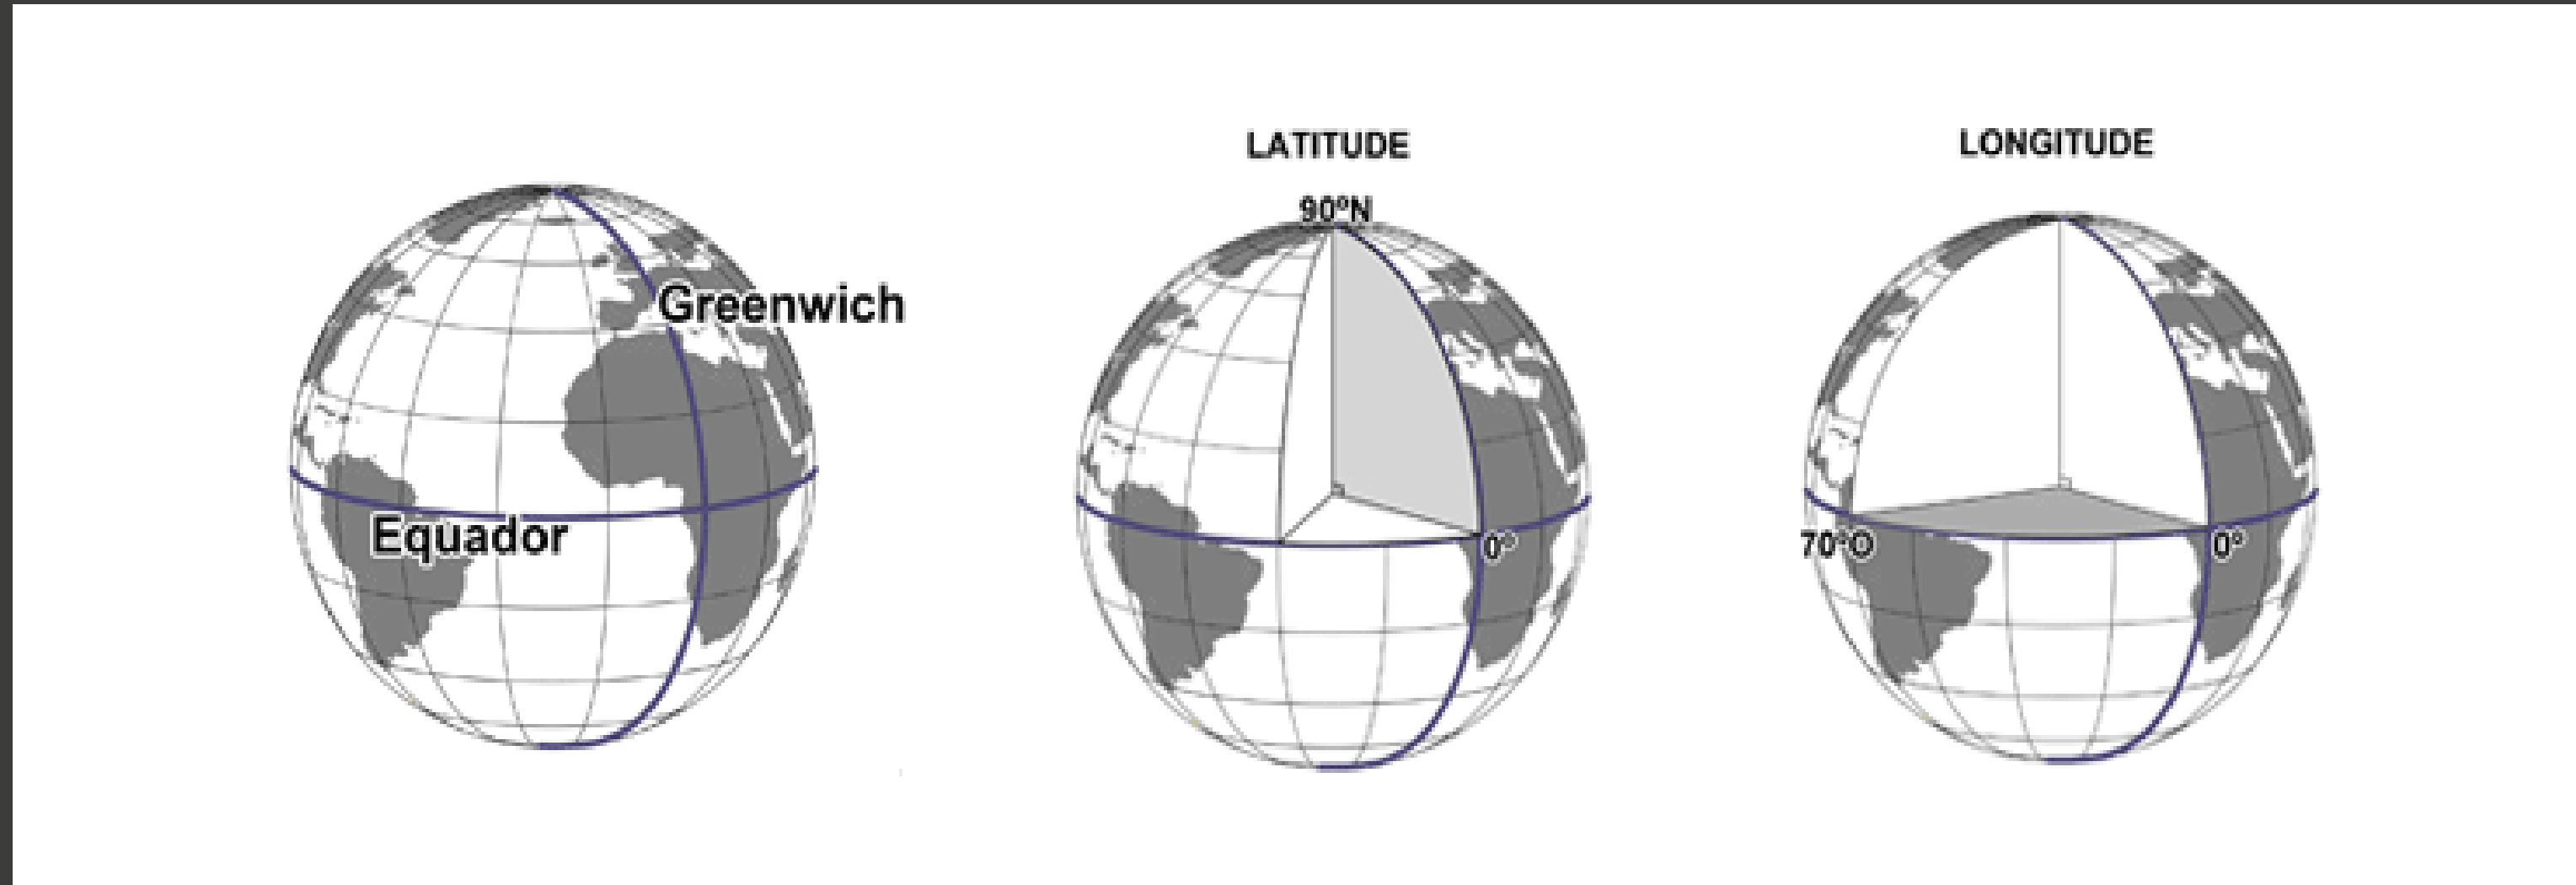 Greenwich
Equador
LATITUDE
90ºN
0º
LONGITUDE
70ºO
0º